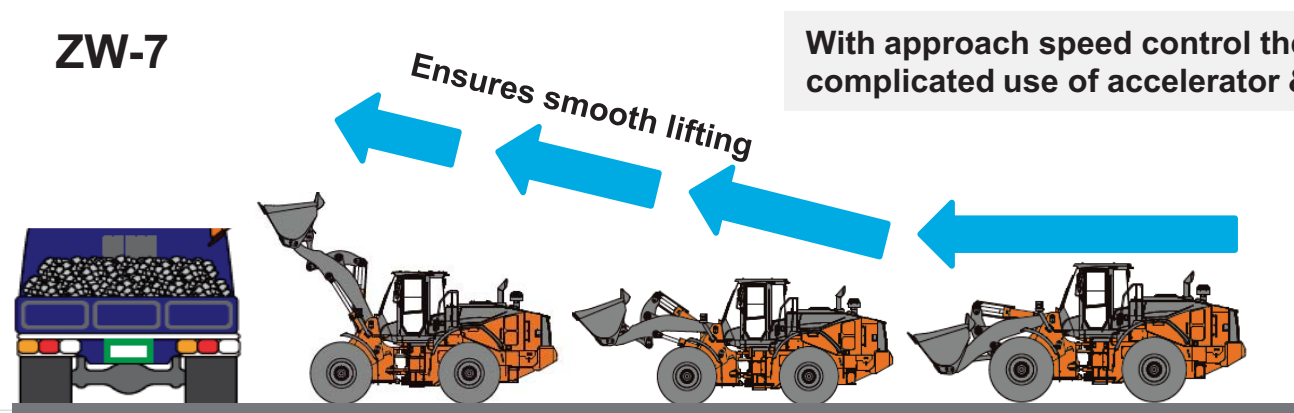 ZW-7
Ensures smooth lifting
With approach speed control the
complicated use of accelerator &